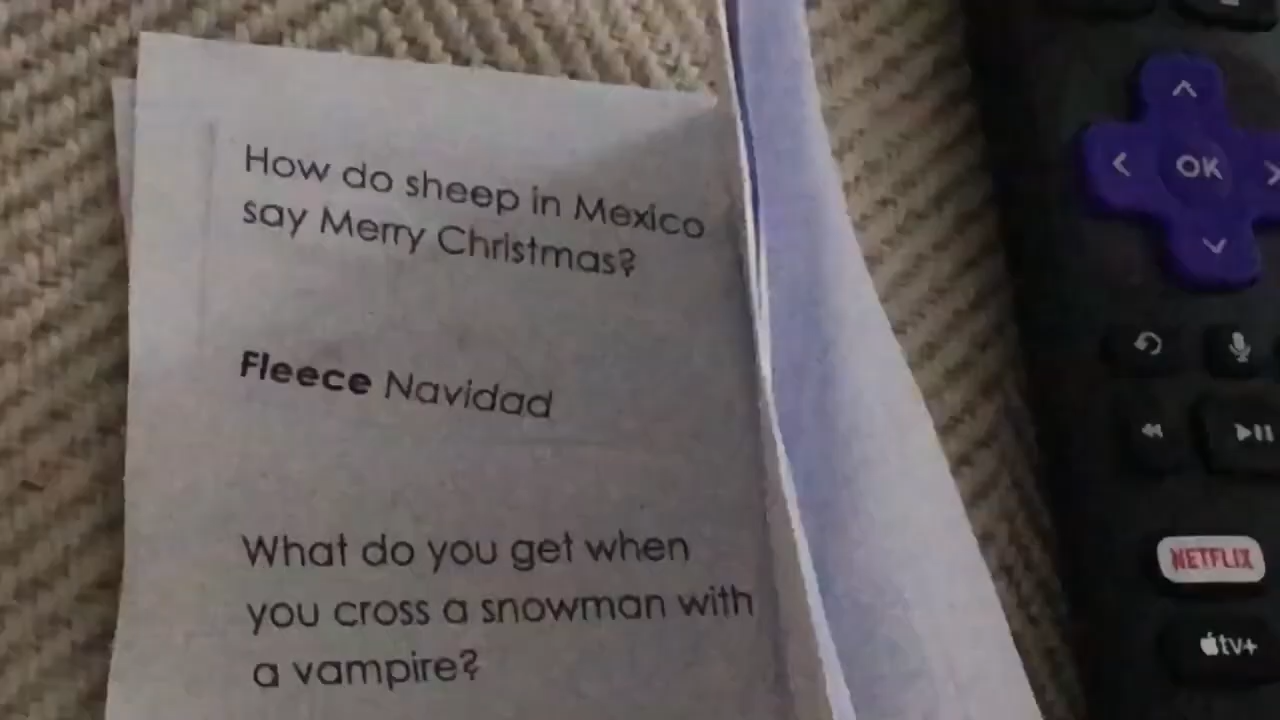 How do sheep in Mexico
say Merry Christmas?
Fleece Navidad
What do you get when
you cross a snowman with
a vampire?
OK
NETFLIX
tv+